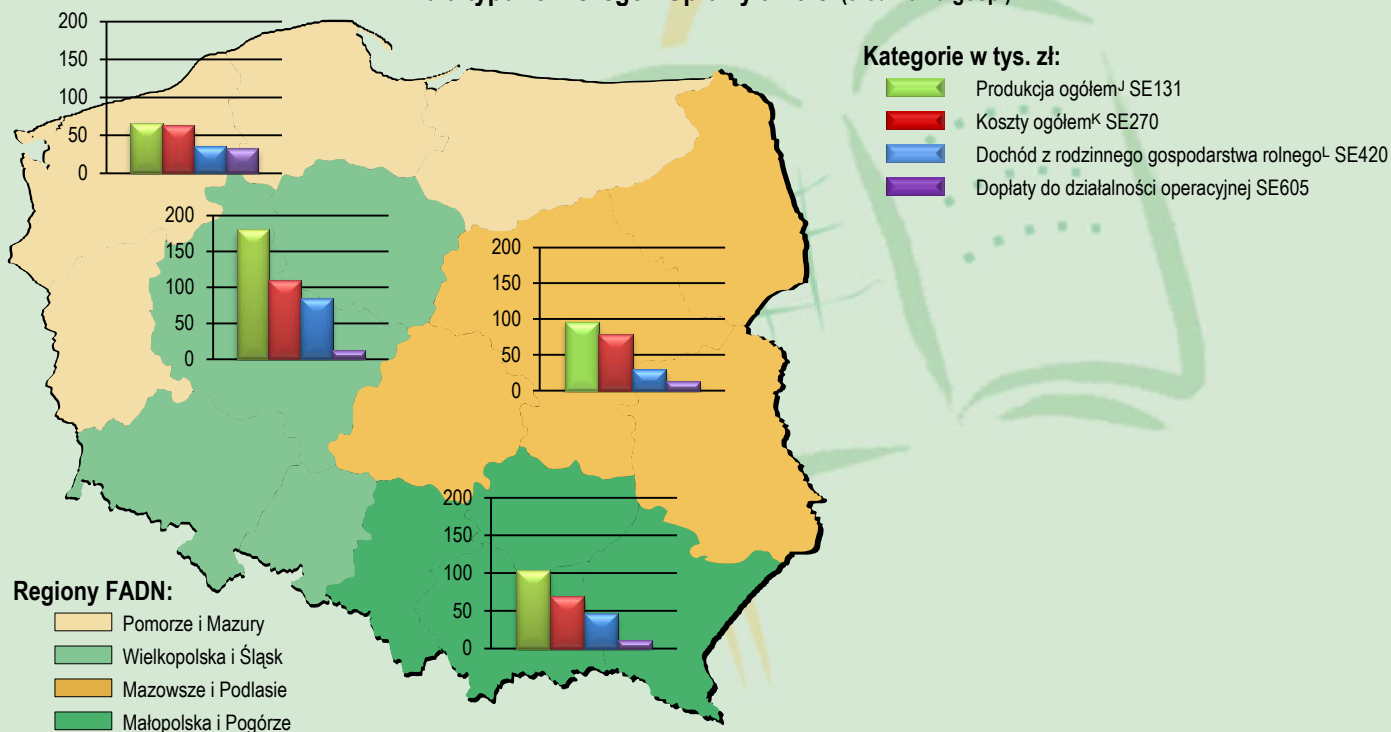 200
150
100
50
0
Kategorie w tys. zł:
Produkcja ogółemᴶ SE131
Koszty ogółemᴷ SE270
Dochód z rodzinnego gospodarstwa rolnegoᴸ SE420
Dopłaty do działalności operacyjnej SE605
200
150
100
50
0
200
150
100
50
0
200
150
100
50
0
Regiony FADN:
Pomorze i Mazury
Wielkopolska i Śląsk
Mazowsze i Podlasie
Małopolska i Pogórze